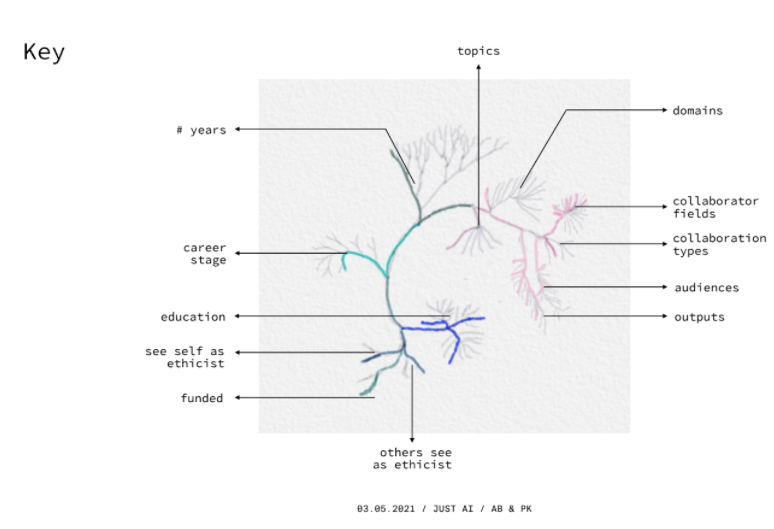 Key
topics
domains
# years
collaborator
fields
collaboration
types
career
stage
audiences
education
outputs
see self as
ethicist
funded
others see
as ethicist
03.05.2021 / JUST AI / AB & PK